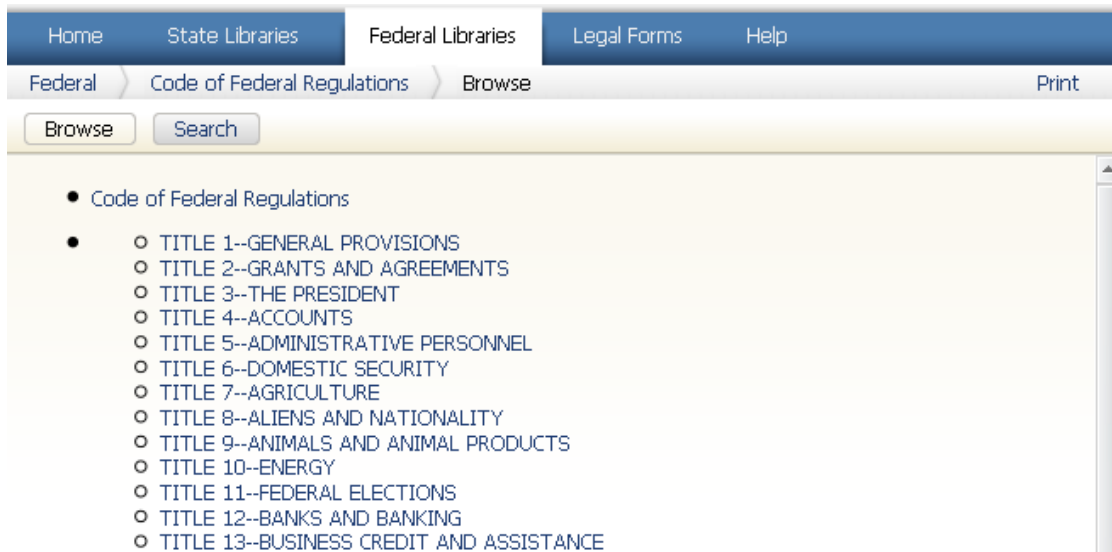 Home State Libraries Federal Libraries Legal Forms Help
Federal Code of Federal Regulations Browse Print
Browse Search
Code of Federal Regulations
TITLE 1--GENERAL PROVISIONS
TITLE 2--GRANTS AND AGREEMENTS
TITLE 3--THE PRESIDENT
TITLE 4--ACCOUNTS
TITLE 5--ADMINISTRATIVE PERSONNEL
TITLE 6--DOMESTIC SECURITY
TITLE 7--AGRICULTURE
TITLE 8--ALIENS AND NATIONALITY
TITLE 9--ANIMALS AND ANIMAL PRODUCTS
TITLE 10--ENERGY
TITLE 11--FEDERAL ELECTIONS
TITLE 12--BANKS AND BANKING
TITLE 13--BUSINESS CREDIT AND ASSISTANCE